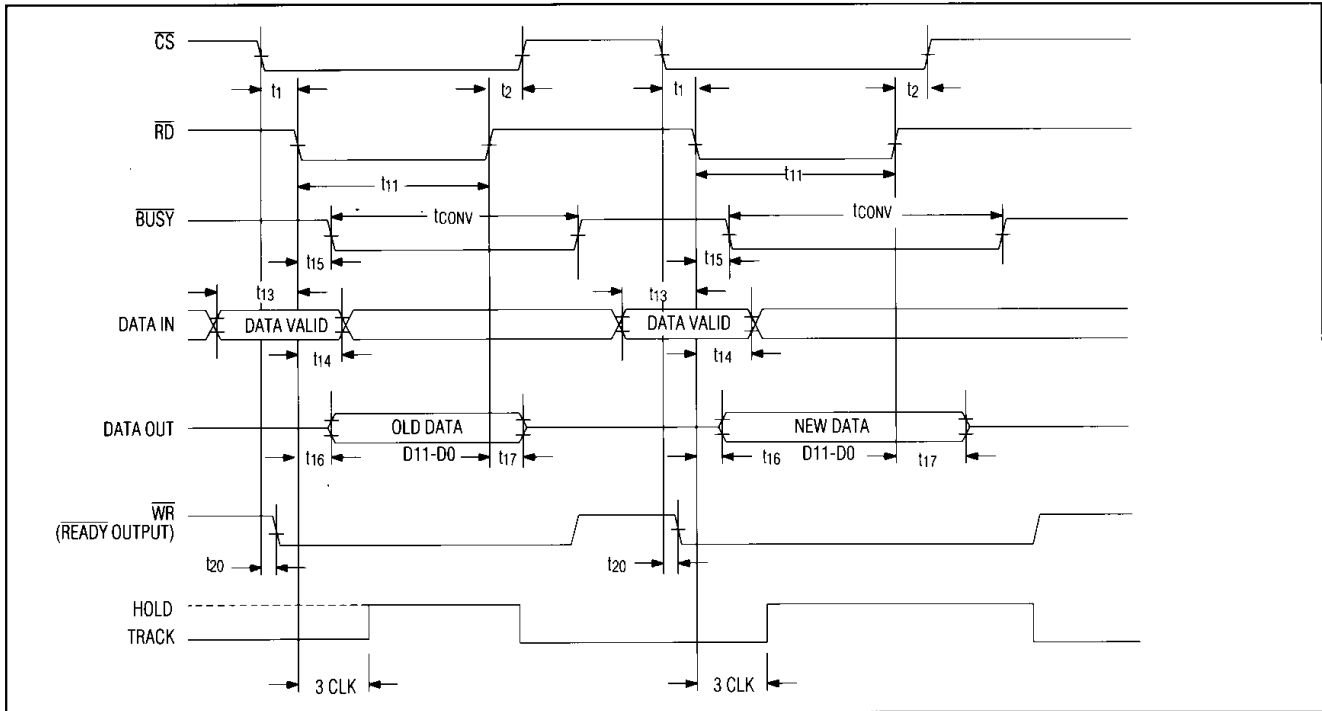 CS
t1 t2 t1 t2
RD
t11 t11
BUSY tCONV tCONV
t15 t15
t13 t13
DATA IN DATA VALID DATA VALID
t14 t14
DATA OUT OLD DATA NEW DATA
t16 D11-D0 t17 t16 D11-D0 t17
WR
(READY OUTPUT)
t20 t20
HOLD
TRACK
3 CLK 3 CLK